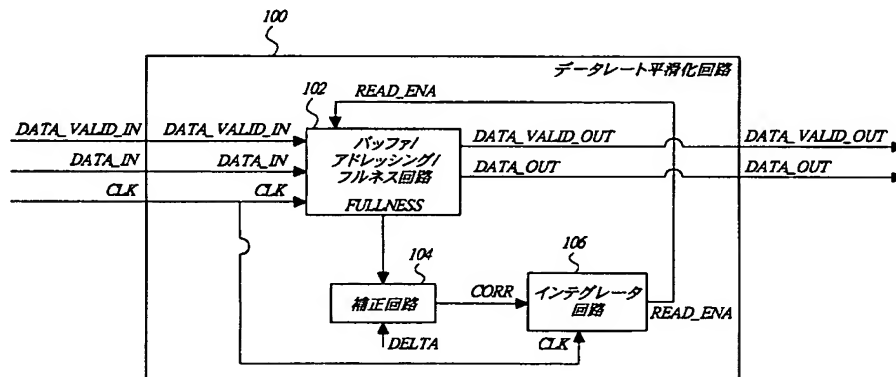 100
データレート平滑化回路
102
READ_ENA
DATA_VALID_IN
DATA_VALID_IN
DATA_IN
DATA_IN
CLK
CLK
バッファ/
アドレッシング/
フルネス回路
FULLNESS
DATA_VALID_OUT
DATA_VALID_OUT
DATA_OUT
DATA_OUT
104
補正回路
CORR
DELTA
106
インテグレータ
回路
READ_ENA
CLK